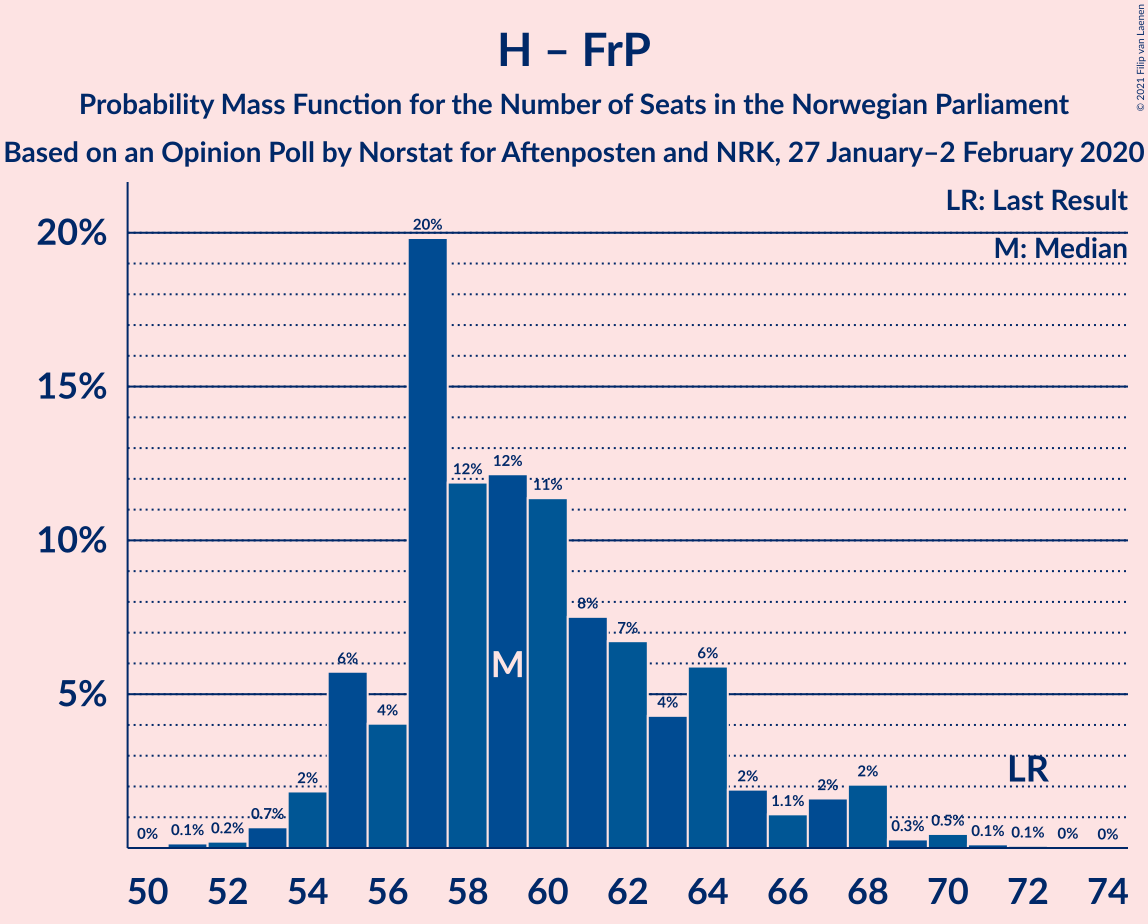 H – FrP
Probability Mass Function for the Number of Seats in the Norwegian Parliament
Based on an Opinion Poll by Norstat for Aftenposten and NRK, 27 January–2 February 2020
© 2021 Filip van Laenen
LR: Last Result
M: Median
20%
15%
10%
5%
0% 0.1% 0.2% 0.7% 2% 6% 4% 20% 12% 12% 11% 8% 7% 4% 6% 2% 1.1% 2% 2% 0.3% 0.5% 0.1% 0.1% 0% 0%
M
LR
50 52 54 56 58 60 62 64 66 68 70 72 74